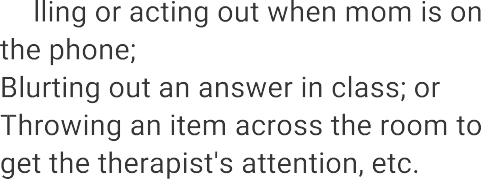 lling or acting out when mom is on
the phone;
Blurting out an answer in class; or
Throwing an item across the room to
get the therapist's attention, etc.